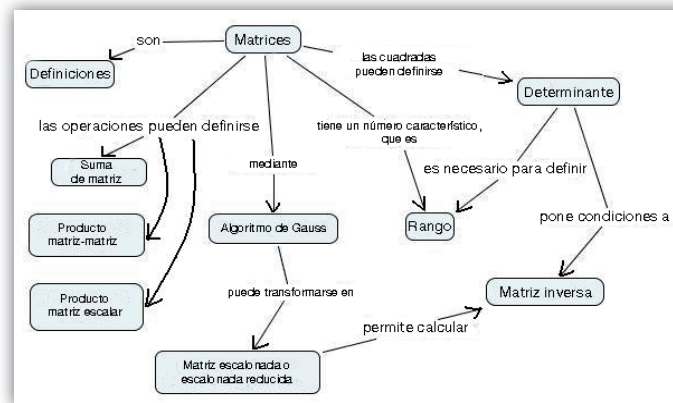 Matrices
son
Definiciones
las cuadradas
pueden definirse
Determinante
las operaciones pueden definirse
tiene un número característico,
que es
Suma
de matriz
mediante
es necesario para definir
Producto
matriz-matriz
Algoritmo de Gauss
Rango
pone condiciones a
Producto
matriz escalar
puede transformarse en
Matriz inversa
permite calcular
Matriz escalonada o
escalonada reducida